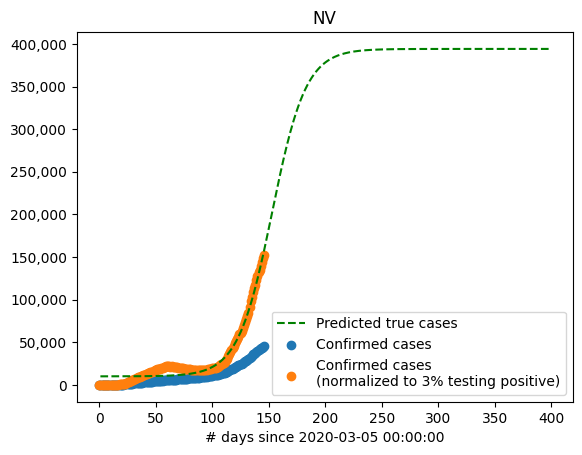 NV
400,000
350,000
300,000
250,000
200,000
150,000
100,000
50,000
0
Predicted true cases
Confirmed cases
Confirmed cases
(normalized to 3% testing positive)
0 50 100 150 200 250 300 350 400
# days since 2020-03-05 00:00:00